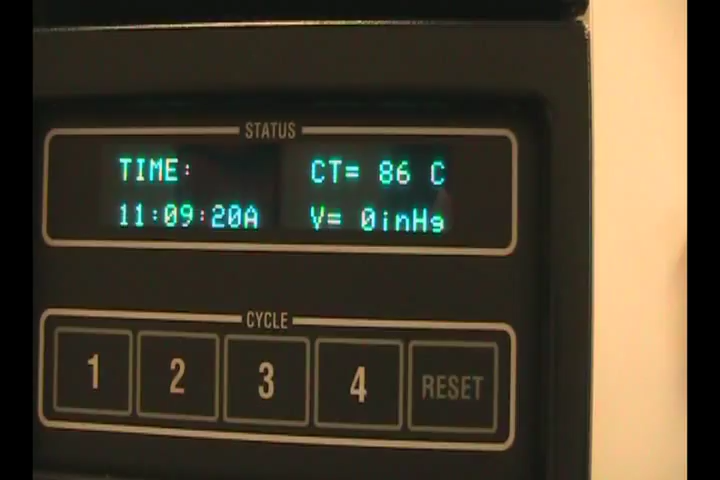 STATUS
TIME: CT= 86 C
11:09:20A V= 0inHg
CYCLE
1 2 3 4 RESET